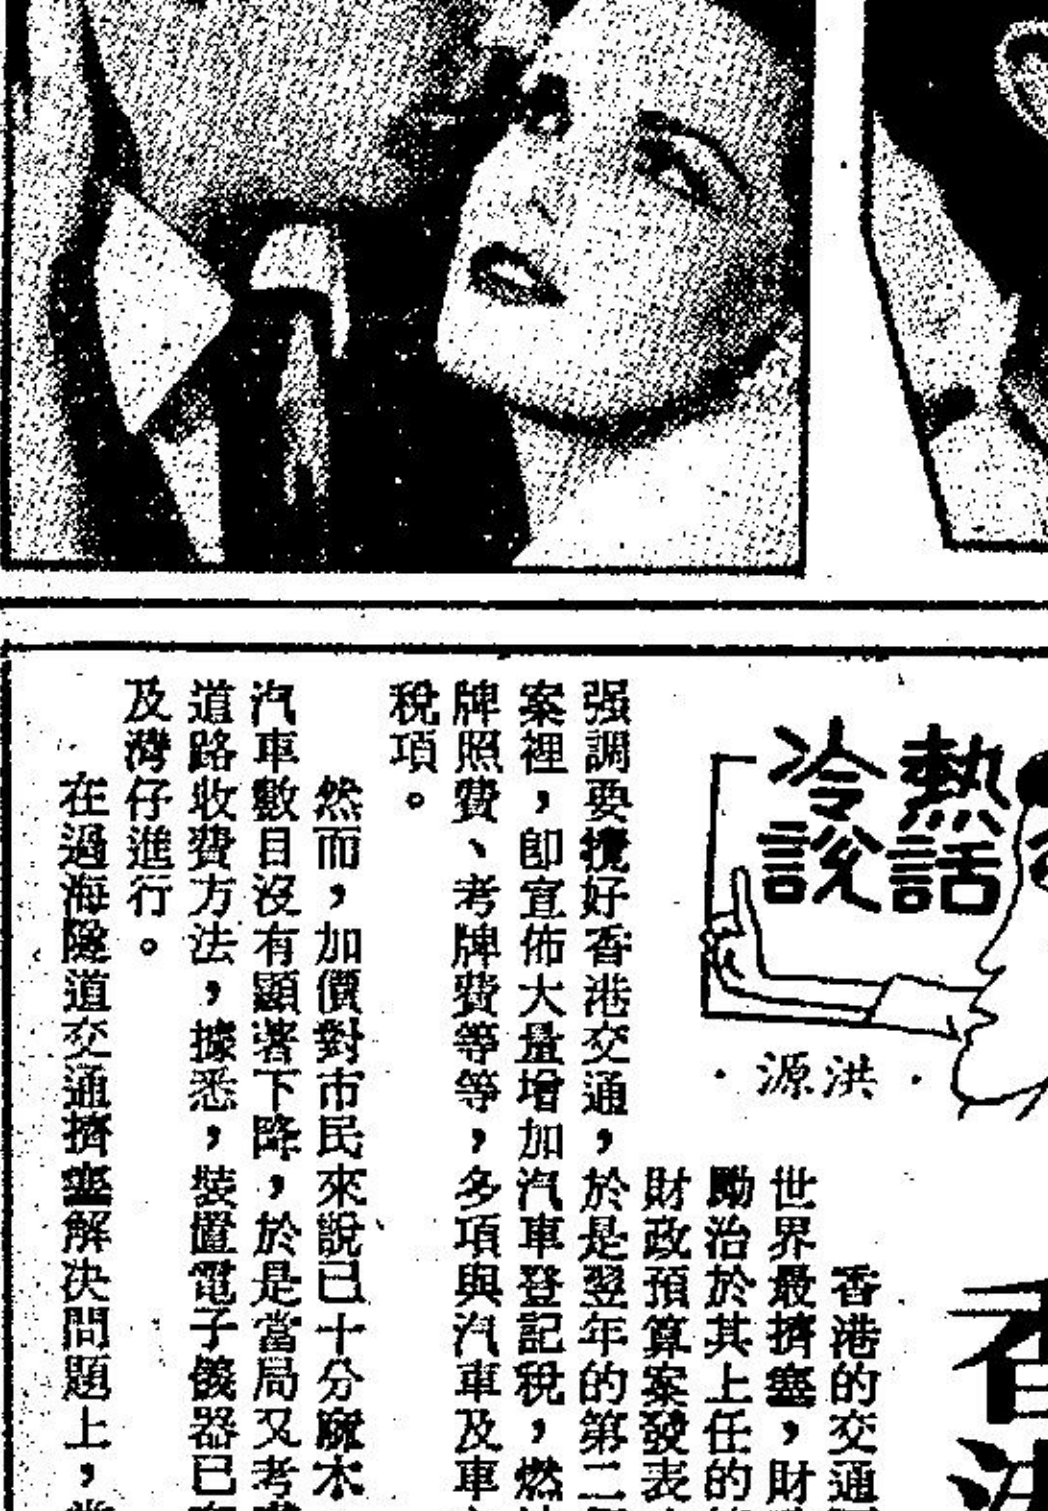 熱話
冷說
·洪源·
香港
香港的交通
世界最擠塞，財
勵治於其上任的
財政預算案發表
强調要攪好香港交通，於是翌年的第二
案裡，卽宣佈大量增加汽車登記稅，燃
牌照費、考牌費等等，多項與汽車及車
稅項。
然而，加價對市民來說已十分麻木
汽車數目沒有顯著下降，於是當局又考慮
道路收費方法，據悉，裝置電子儀器已
及灣仔進行。
在過海隧道交通擠塞解決問題上，當